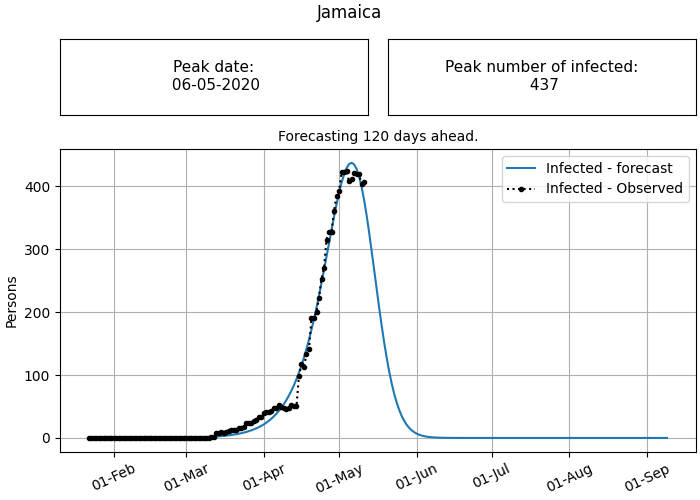 Jamaica
Peak date:
06-05-2020
Peak number of infected:
437
Forecasting 120 days ahead.
Infected - forecast
Infected - Observed
Persons
400
300
200
100
0
01-Feb
01-Mar
01-Apr
01-May
01-Jun
01-Jul
01-Aug
01-Sep